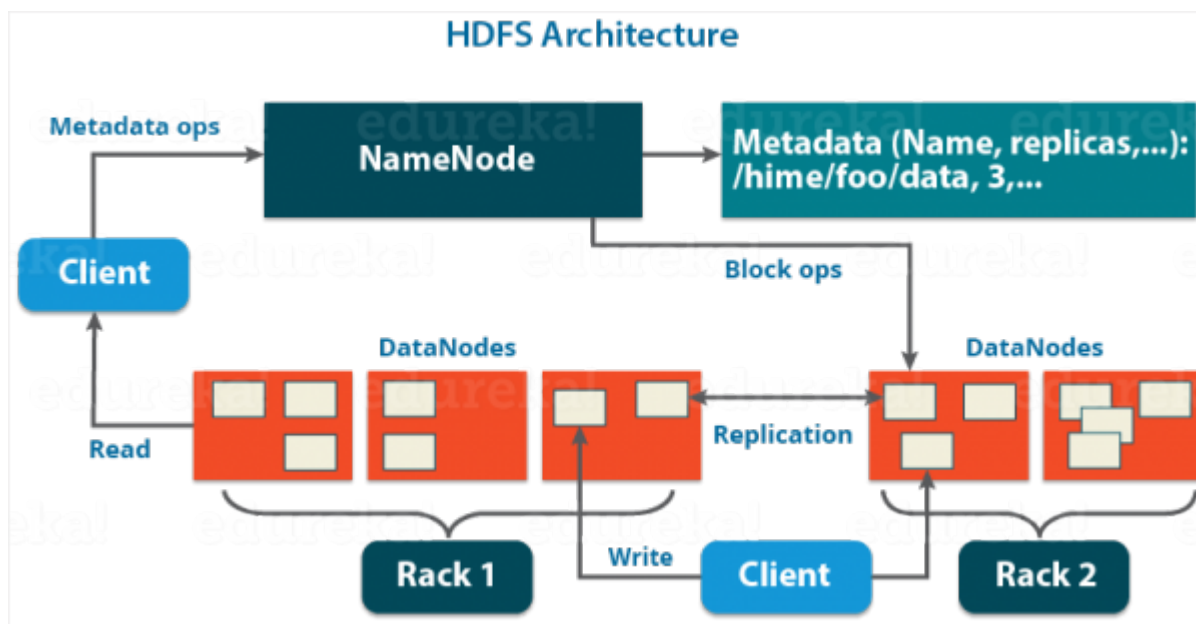 HDFS Architecture
Metadata ops
NameNode
Metadata (Name, replicas,...):
/hime/foo/data, 3,...
Client
Block ops
DataNodes
DataNodes
Read
Replication
Rack 1
Write
Client
Rack 2
edureka!